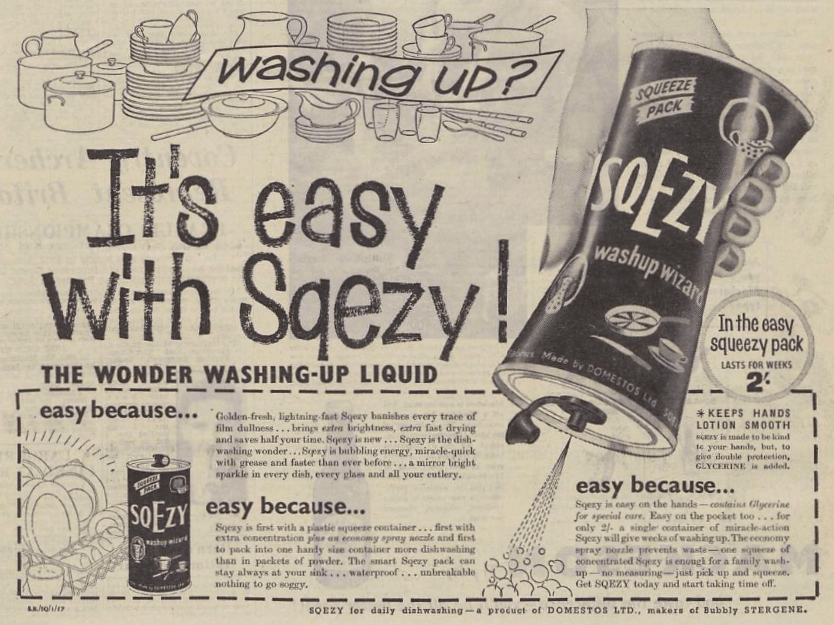 washing up?
It's easy
with Sqezy!
THE WONDER WASHING-UP LIQUID
SQUEEZE
PACK
SQEZY
washup wizard
Made by DOMESTOS Ltd
In the easy
squeezy pack
LASTS FOR WEEKS
2/-
easy because...
Golden-fresh, lightning-fast Sqezy banishes every trace of
film dullness . . . brings extra brightness, extra fast drying
and saves half your time. Sqezy is new . . . Sqezy is the dish-
washing wonder . . . Sqezy is bubbling energy, miracle-quick
with grease and faster than ever before . . . a mirror bright
sparkle in every dish, every glass and all your cutlery.
SQUEEZE
PACK
SQEZY
washup wizard
easy because...
Sqezy is first with a plastic squeeze container . . . first with
extra concentration plus an economy spray nozzle and first
to pack into one handy size container more dishwashing
than in packets of powder. The smart Sqezy pack can
stay always at your sink . . . waterproof . . . unbreakable
nothing to go soggy.
* KEEPS HANDS
LOTION SMOOTH
SQEZY is made to be kind
to your hands, but, to
give double protection,
GLYCERINE is added.
easy because...
Sqezy is easy on the hands — contains Glycerine
for special care. Easy on the pocket too . . . for
only 2/- a single container of miracle-action
Sqezy will give weeks of washing up. The economy
spray nozzle prevents waste — one squeeze of
concentrated Sqezy is enough for a family wash-
up — no measuring — just pick up and squeeze.
Get SQEZY today and start taking time off.
SQEZY for daily dishwashing — a product of DOMESTOS LTD., makers of Bubbly STERGENE.